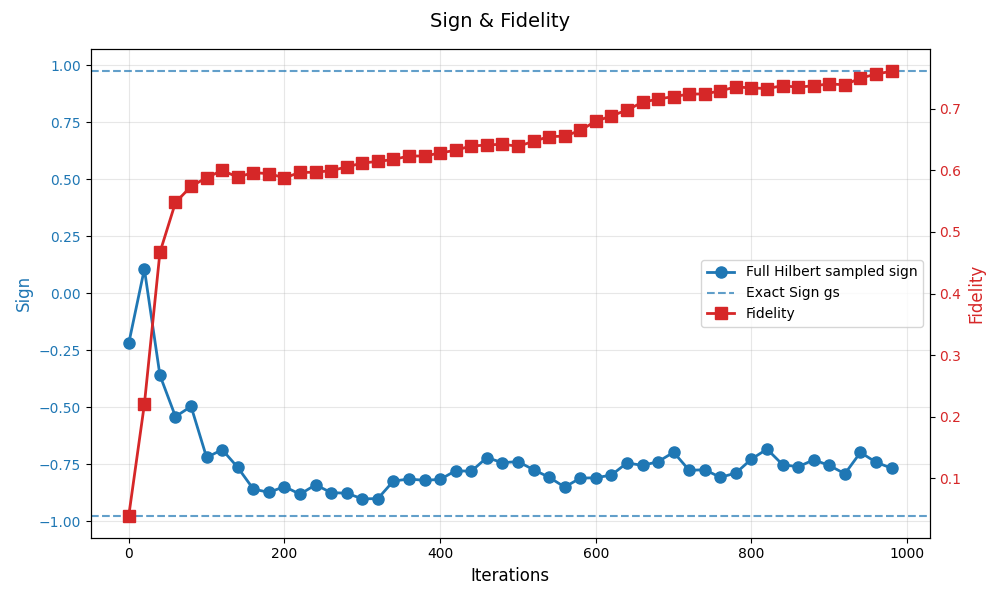 Sign & Fidelity
1.00
0.75
0.50
0.25
0.00
−0.25
−0.50
−0.75
−1.00
Sign
0.7
0.6
0.5
0.4
0.3
0.2
0.1
Fidelity
Full Hilbert sampled sign
Exact Sign gs
Fidelity
0 200 400 600 800 1000
Iterations